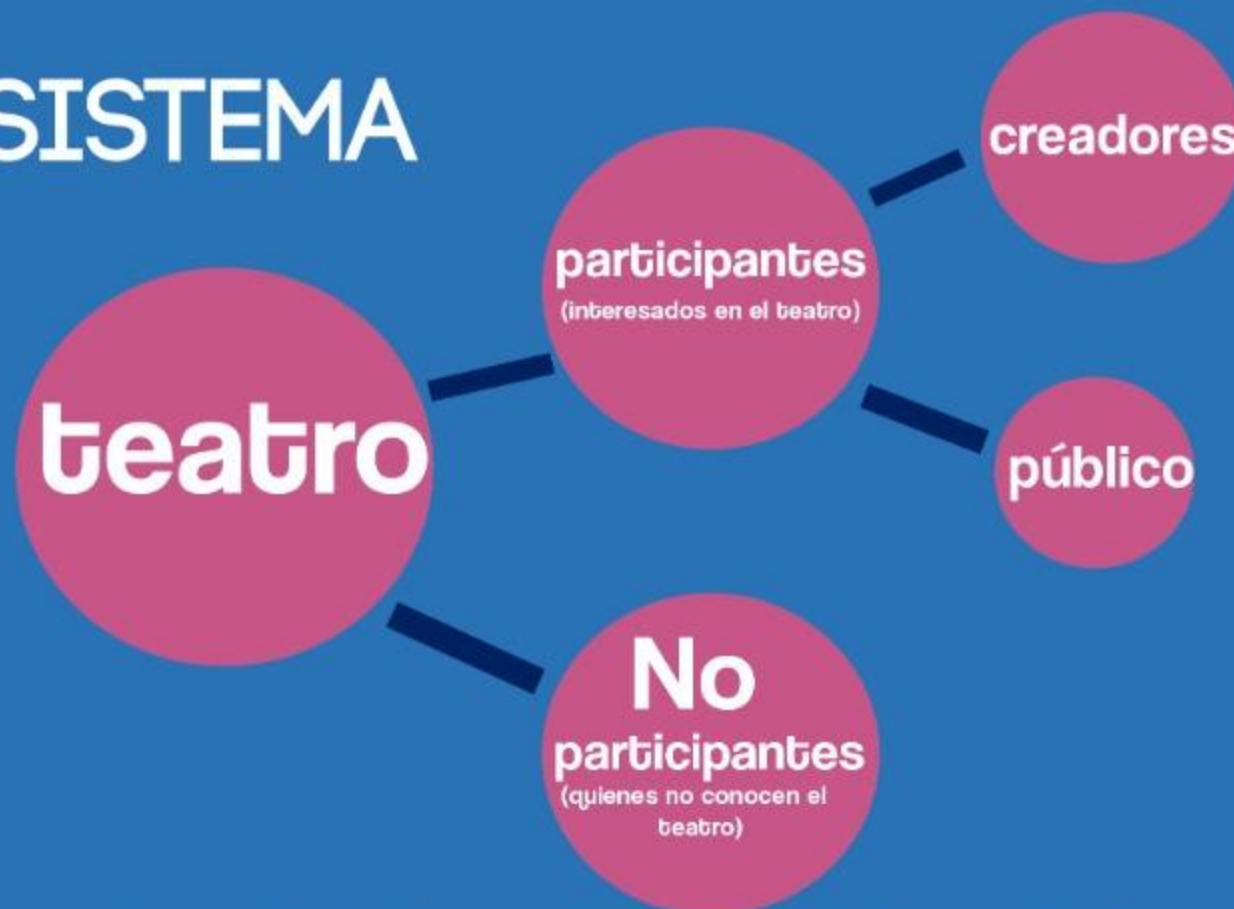 SISTEMA
creadores
participantes
(interesados en el teatro)
teatro
público
No
participantes
(quienes no conocen el
teatro)